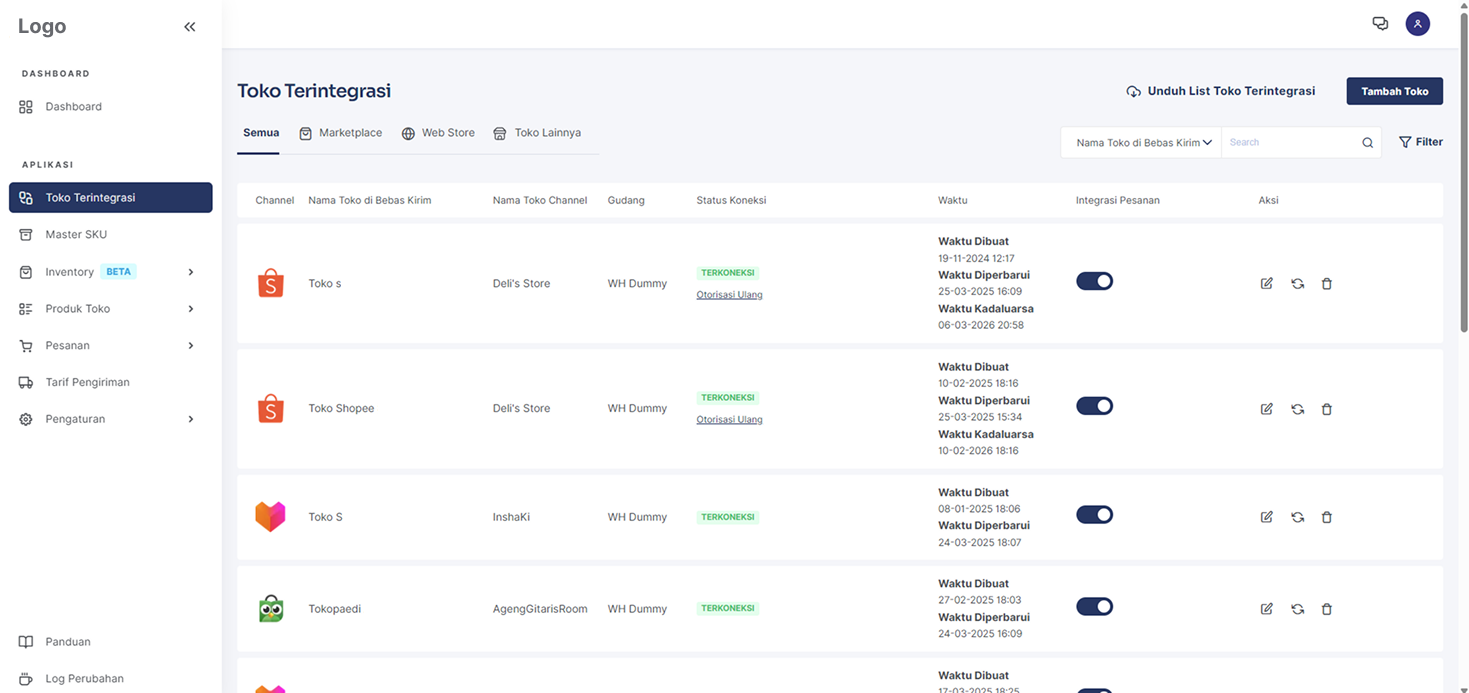 Logo
DASHBOARD
Dashboard
APLIKASI
Toko Terintegrasi
Master SKU
Inventory BETA
Produk Toko
Pesanan
Tarif Pengiriman
Pengaturan
Panduan
Log Perubahan
Toko Terintegrasi
Unduh List Toko Terintegrasi
Tambah Toko
Semua Marketplace Web Store Toko Lainnya
Nama Toko di Bebas Kirim Search Filter
Channel Nama Toko di Bebas Kirim Nama Toko Channel Gudang Status Koneksi Waktu Integrasi Pesanan Aksi
Toko s Deli's Store WH Dummy
TERKONEKSI
Otorisasi Ulang
Waktu Dibuat
19-11-2024 12:17
Waktu Diperbarui
25-03-2025 16:09
Waktu Kadaluarsa
06-03-2026 20:58
Toko Shopee Deli's Store WH Dummy
TERKONEKSI
Otorisasi Ulang
Waktu Dibuat
10-02-2025 18:16
Waktu Diperbarui
25-03-2025 15:34
Waktu Kadaluarsa
10-02-2026 18:16
Toko S InshaKi WH Dummy TERKONEKSI
Waktu Dibuat
08-01-2025 18:06
Waktu Diperbarui
24-03-2025 18:07
Tokopaedi AgengGitarisRoom WH Dummy TERKONEKSI
Waktu Dibuat
27-02-2025 18:03
Waktu Diperbarui
24-03-2025 16:09
Waktu Dibuat
17-03-2025 18:25